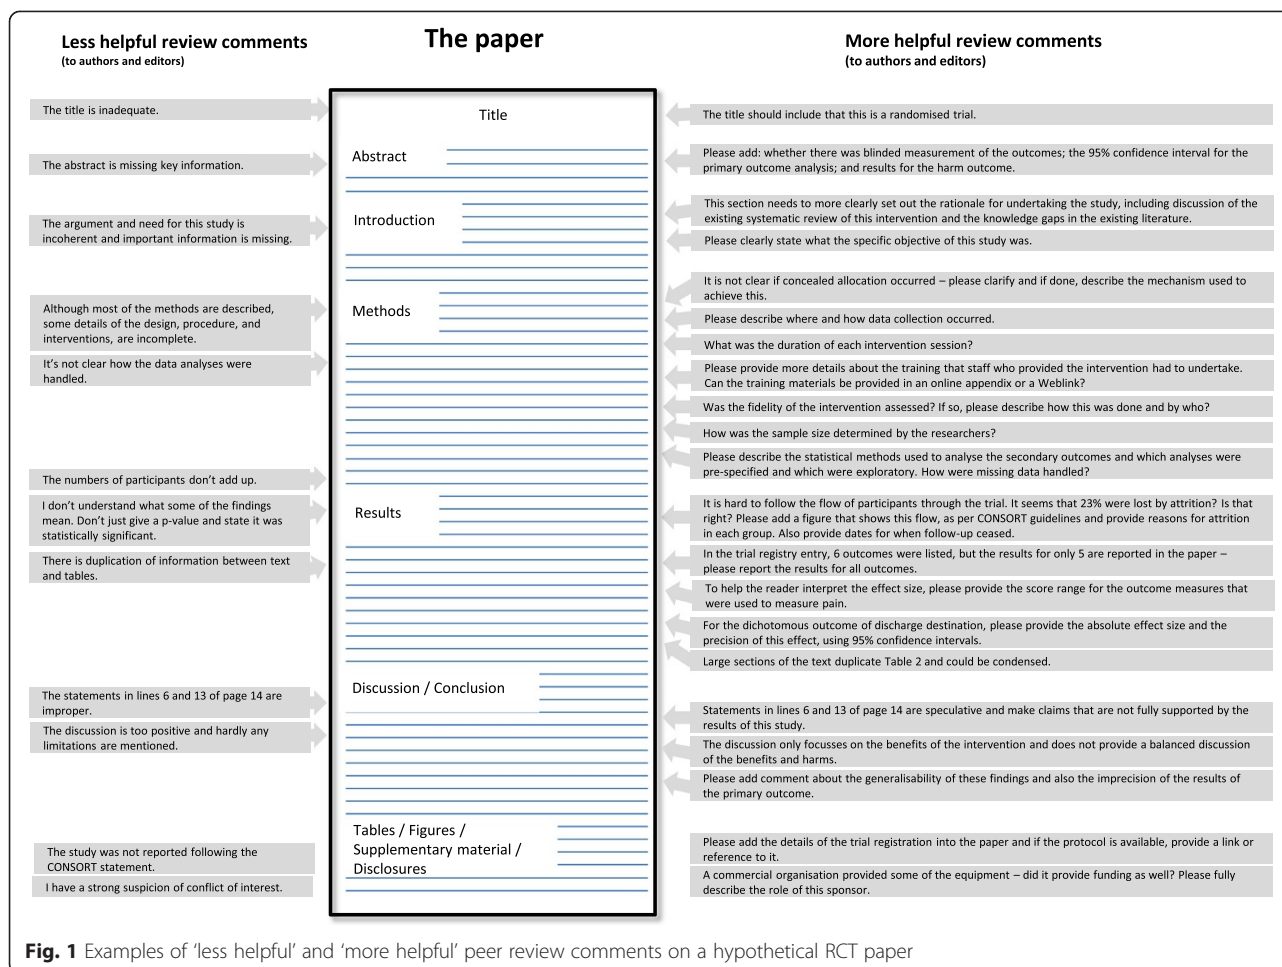 Less helpful review comments
(to authors and editors)
The paper
More helpful review comments
(to authors and editors)
The title is inadequate.
The abstract is missing key information.
The argument and need for this study is
incoherent and important information is missing.
Although most of the methods are described,
some details of the design, procedure, and
interventions, are incomplete.
It's not clear how the data analyses were
handled.
The numbers of participants don't add up.
I don't understand what some of the findings
mean. Don't just give a p-value and state it was
statistically significant.
There is duplication of information between text
and tables.
The statements in lines 6 and 13 of page 14 are
improper.
The discussion is too positive and hardly any
limitations are mentioned.
The study was not reported following the
CONSORT statement.
I have a strong suspicion of conflict of interest.
Title
Abstract
Introduction
Methods
Results
Discussion / Conclusion
Tables / Figures /
Supplementary material /
Disclosures
The title should include that this is a randomised trial.
Please add: whether there was blinded measurement of the outcomes; the 95% confidence interval for the
primary outcome analysis; and results for the harm outcome.
This section needs to more clearly set out the rationale for undertaking the study, including discussion of the
existing systematic review of this intervention and the knowledge gaps in the existing literature.
Please clearly state what the specific objective of this study was.
It is not clear if concealed allocation occurred – please clarify and if done, describe the mechanism used to
achieve this.
Please describe where and how data collection occurred.
What was the duration of each intervention session?
Please provide more details about the training that staff who provided the intervention had to undertake.
Can the training materials be provided in an online appendix or a Weblink?
Was the fidelity of the intervention assessed? If so, please describe how this was done and by who?
How was the sample size determined by the researchers?
Please describe the statistical methods used to analyse the secondary outcomes and which analyses were
pre-specified and which were exploratory. How were missing data handled?
It is hard to follow the flow of participants through the trial. It seems that 23% were lost by attrition? Is that
right? Please add a figure that shows this flow, as per CONSORT guidelines and provide reasons for attrition
in each group. Also provide dates for when follow-up ceased.
In the trial registry entry, 6 outcomes were listed, but the results for only 5 are reported in the paper –
please report the results for all outcomes.
To help the reader interpret the effect size, please provide the score range for the outcome measures that
were used to measure pain.
For the dichotomous outcome of discharge destination, please provide the absolute effect size and the
precision of this effect, using 95% confidence intervals.
Large sections of the text duplicate Table 2 and could be condensed.
Statements in lines 6 and 13 of page 14 are speculative and make claims that are not fully supported by the
results of this study.
The discussion only focusses on the benefits of the intervention and does not provide a balanced discussion
of the benefits and harms.
Please add comment about the generalisability of these findings and also the imprecision of the results of
the primary outcome.
Please add the details of the trial registration into the paper and if the protocol is available, provide a link or
reference to it.
A commercial organisation provided some of the equipment – did it provide funding as well? Please fully
describe the role of this sponsor.
Fig. 1 Examples of 'less helpful' and 'more helpful' peer review comments on a hypothetical RCT paper